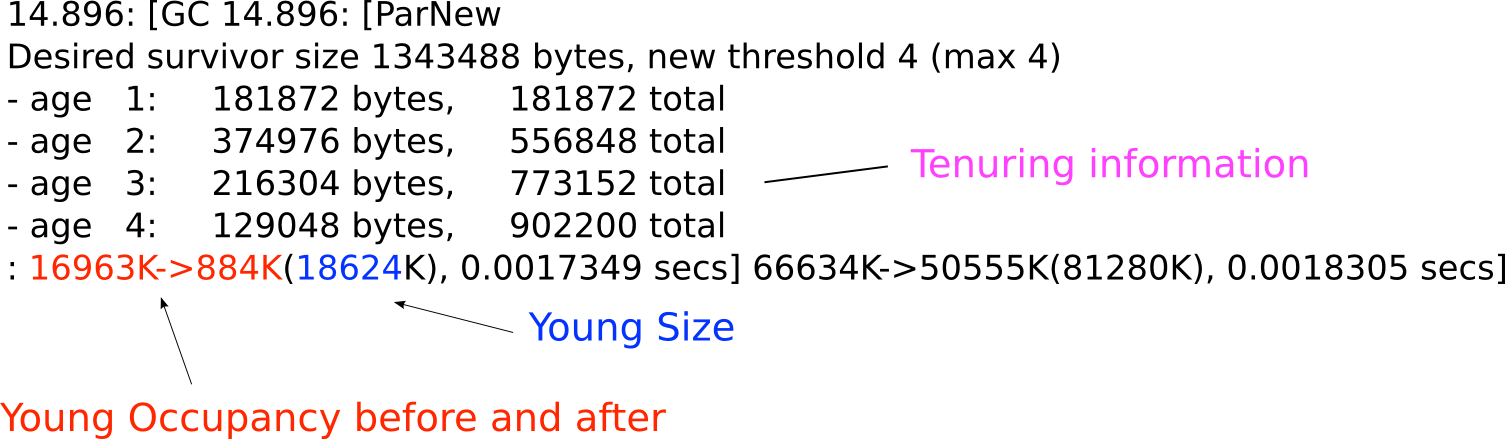 14.896: [GC 14.896: [ParNew
Desired survivor size 1343488 bytes, new threshold 4 (max 4)
- age 1: 181872 bytes, 181872 total
- age 2: 374976 bytes, 556848 total
- age 3: 216304 bytes, 773152 total
Tenuring information
- age 4: 129048 bytes, 902200 total
: 16963K->884K(18624K), 0.0017349 secs] 66634K->50555K(81280K), 0.0018305 secs]
Young Size
Young Occupancy before and after